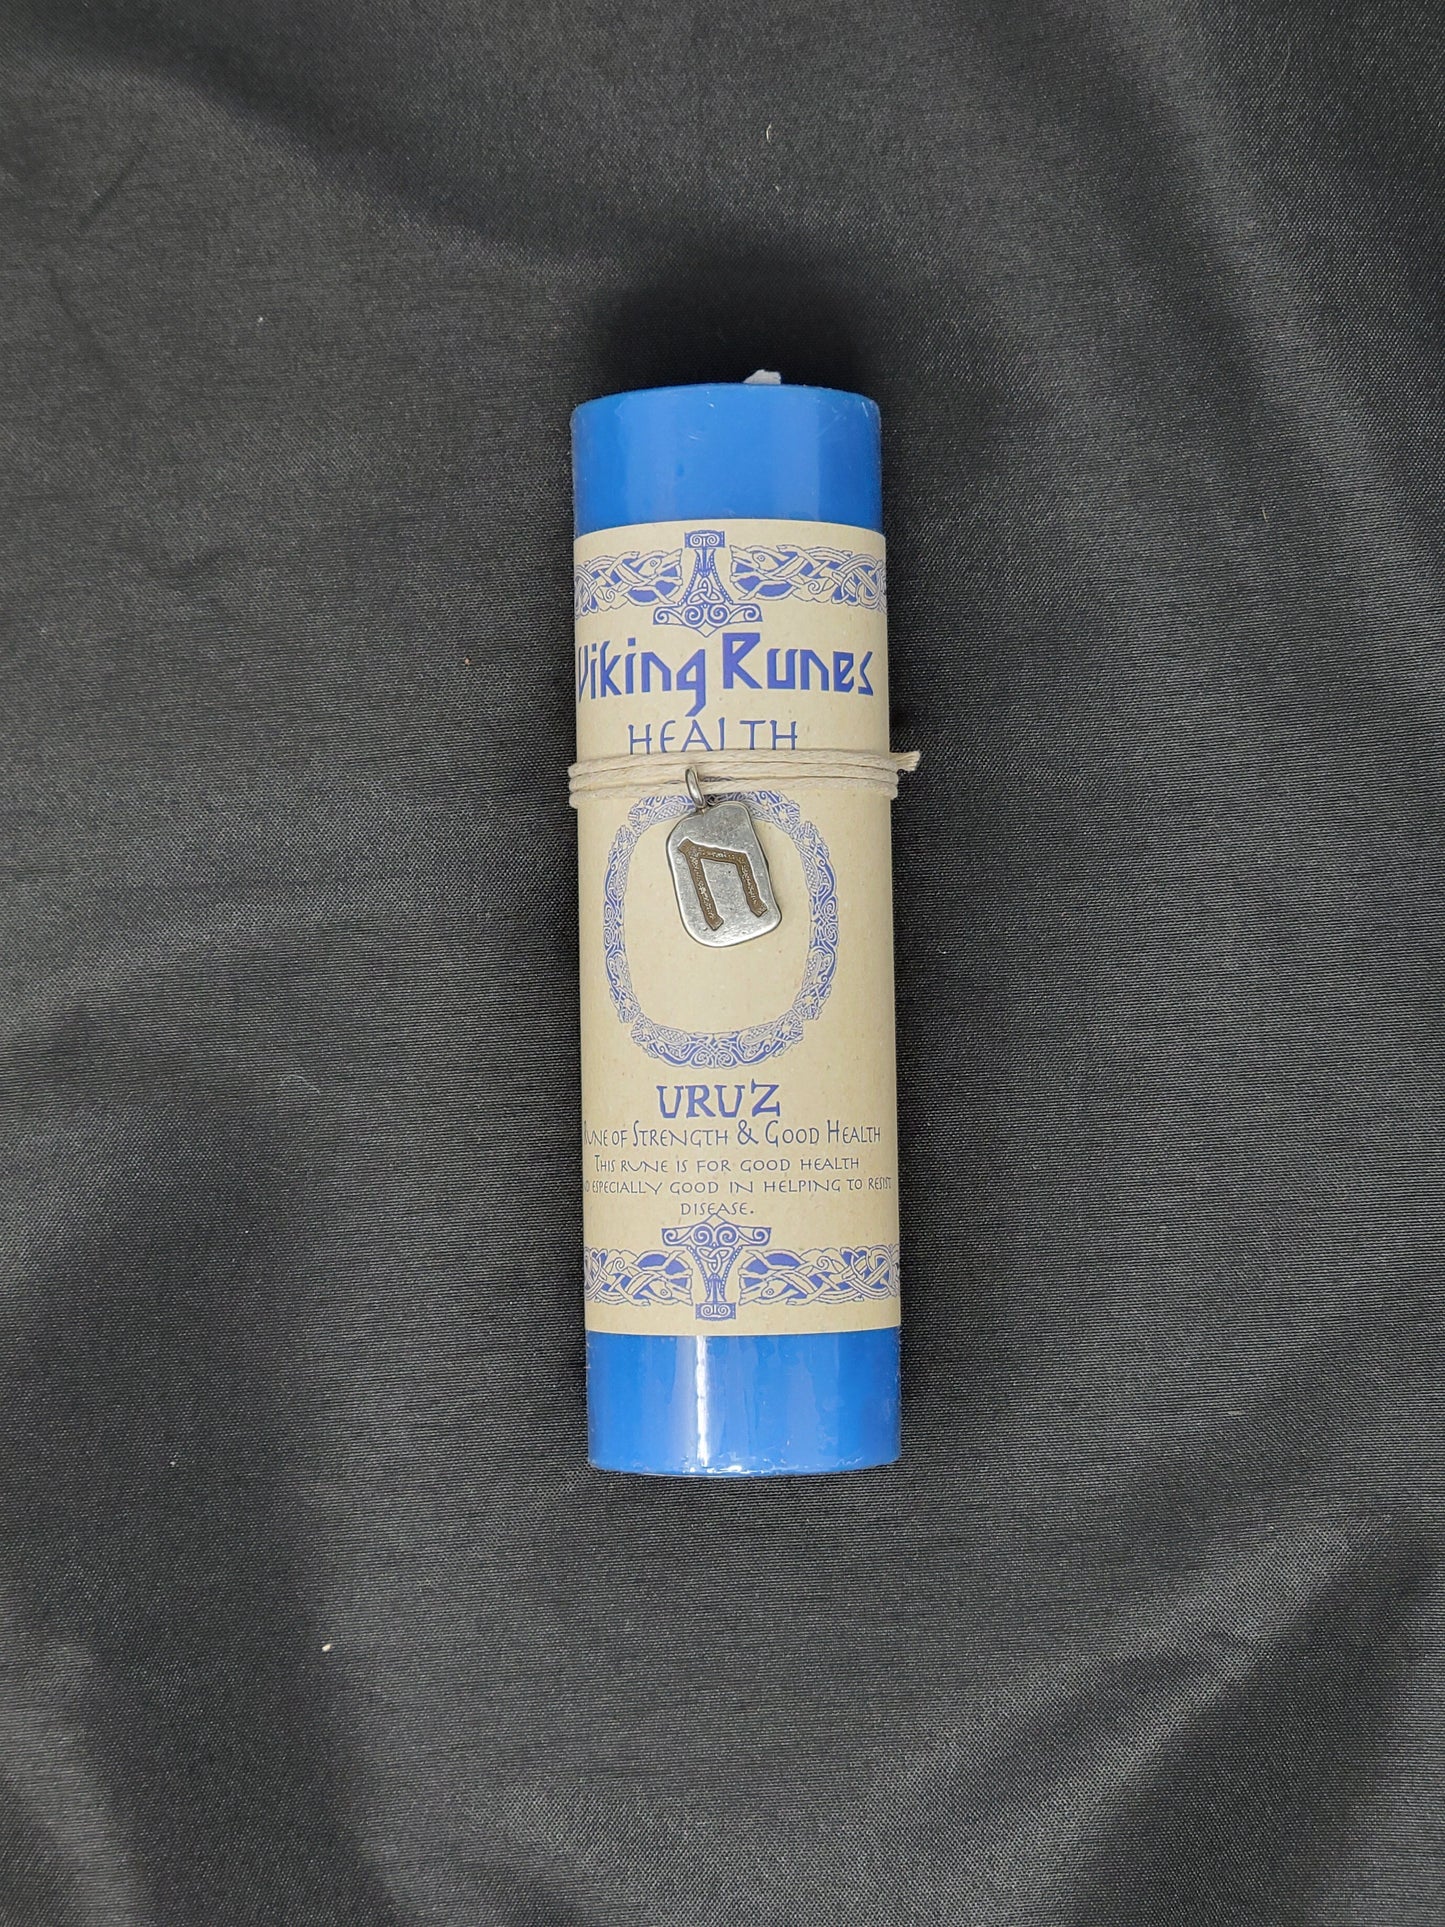 Viking Runes
HEALTH
URUZ
RUNE OF STRENGTH & GOOD HEALTH
THIS RUNE IS FOR GOOD HEALTH
ESPECIALLY GOOD IN HELPING TO RESIST
DISEASE.